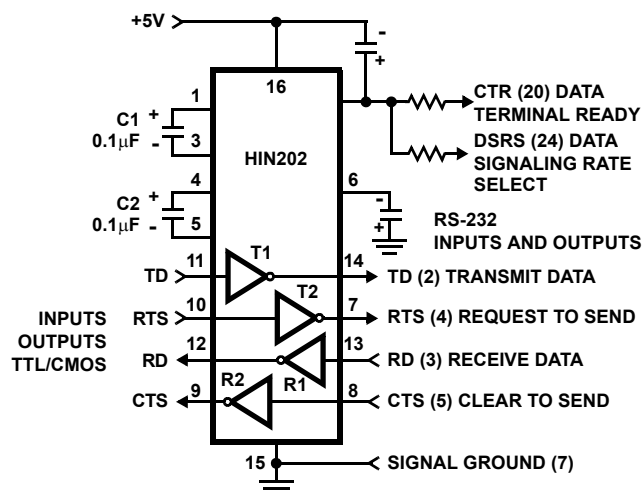 +5V
-
+
16
1
C1
0.1µF
+
-
3
HIN202
CTR (20) DATA
TERMINAL READY
DSRS (24) DATA
SIGNALING RATE
SELECT
4
C2
0.1µF
+
-
5
6
-
+
RS-232
INPUTS AND OUTPUTS
TD
11
T1
14
TD (2) TRANSMIT DATA
INPUTS
OUTPUTS
TTL/CMOS
RTS
10
T2
7
RTS (4) REQUEST TO SEND
RD
12
R1
13
RD (3) RECEIVE DATA
CTS
9
R2
8
CTS (5) CLEAR TO SEND
15
SIGNAL GROUND (7)